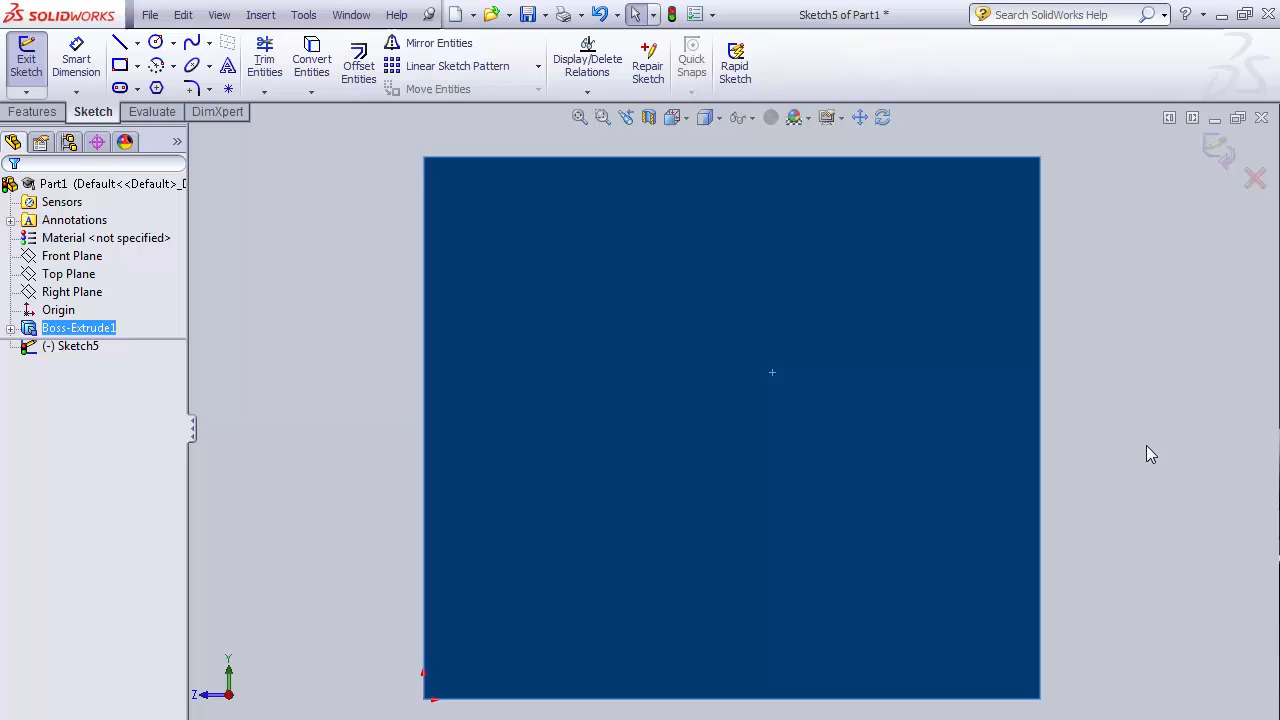 SOLIDWORKS File Edit View Insert Tools Window Help Sketch5 of Part1 * Search SolidWorks Help
Exit Sketch
Smart Dimension
Trim Entities
Convert Entities
Offset Entities
Mirror Entities
Linear Sketch Pattern
Move Entities
Display/Delete Relations
Repair Sketch
Quick Snaps
Rapid Sketch
Features Sketch Evaluate DimXpert
Part1 (Default<<Default>_D
Sensors
Annotations
Material <not specified>
Front Plane
Top Plane
Right Plane
Origin
Boss-Extrude1
(-) Sketch5
Y
Z